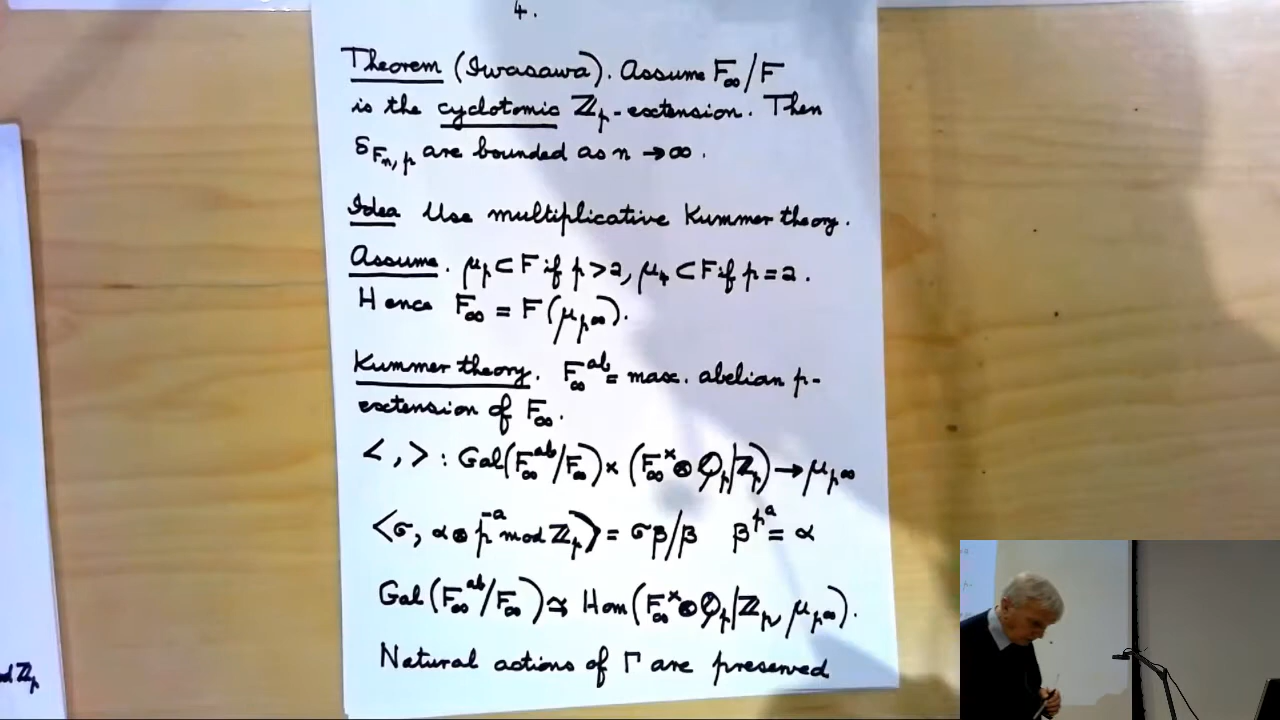 4.
Theorem (Iwasawa). Assume F∞/F
is the cyclotomic ℤp-extension. Then
δFn,p are bounded as n → ∞.
Idea Use multiplicative Kummer theory.
Assume. μp ⊂ F if p > 2, μ4 ⊂ F if p = 2.
Hence F∞ = F(μp∞).
Kummer theory. F∞^ab = max. abelian p-
extension of F∞.
< , > : Gal(F∞^ab/F∞) × (F∞^× ⊗ ℚp/ℤp) → μp∞
<σ, α ⊗ p^-a mod ℤp> = σβ/β β^p^a = α
Gal(F∞^ab/F∞) ≃ Hom(F∞^× ⊗ ℚp/ℤp, μp∞).
Natural actions of Γ are preserved
od ℤp